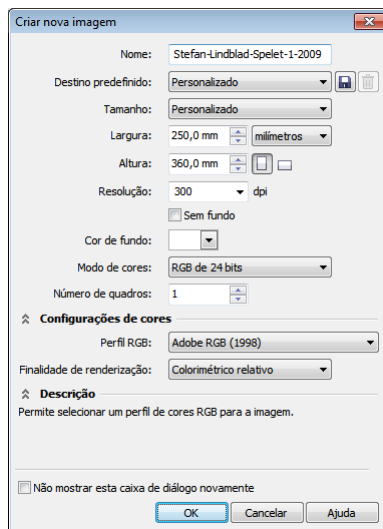 Criar nova imagem
Nome: Stefan-Lindblad-Spelet-1-2009
Destino predefinido: Personalizado
Tamanho: Personalizado
Largura: 250,0 mm milímetros
Altura: 360,0 mm
Resolução: 300 dpi
Sem fundo
Cor de fundo:
Modo de cores: RGB de 24 bits
Número de quadros: 1
Configurações de cores
Perfil RGB: Adobe RGB (1998)
Finalidade de renderização: Colorimétrico relativo
Descrição
Permite selecionar um perfil de cores RGB para a imagem.
Não mostrar esta caixa de diálogo novamente
OK Cancelar Ajuda